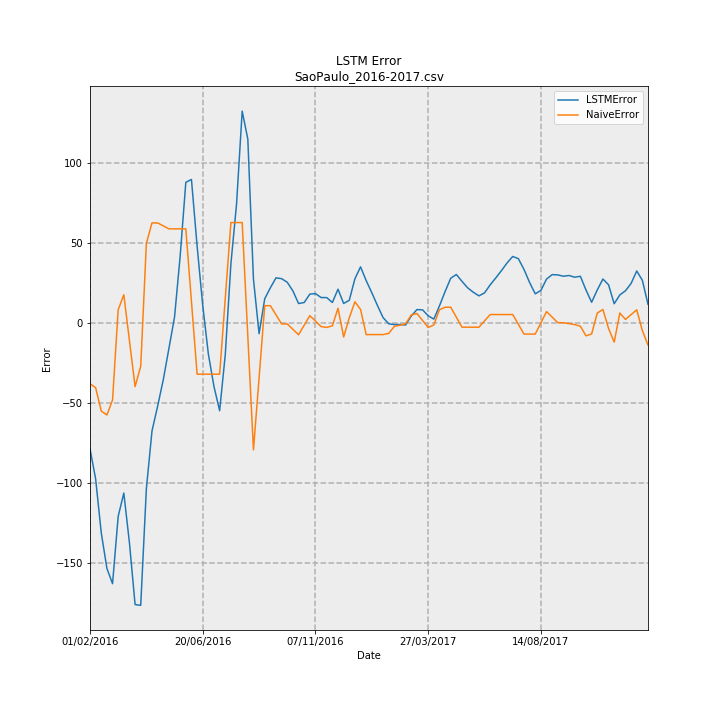 LSTM Error
SaoPaulo_2016-2017.csv
LSTMError
NaiveError
Error
100
50
0
−50
−100
−150
01/02/2016
20/06/2016
07/11/2016
27/03/2017
14/08/2017
Date